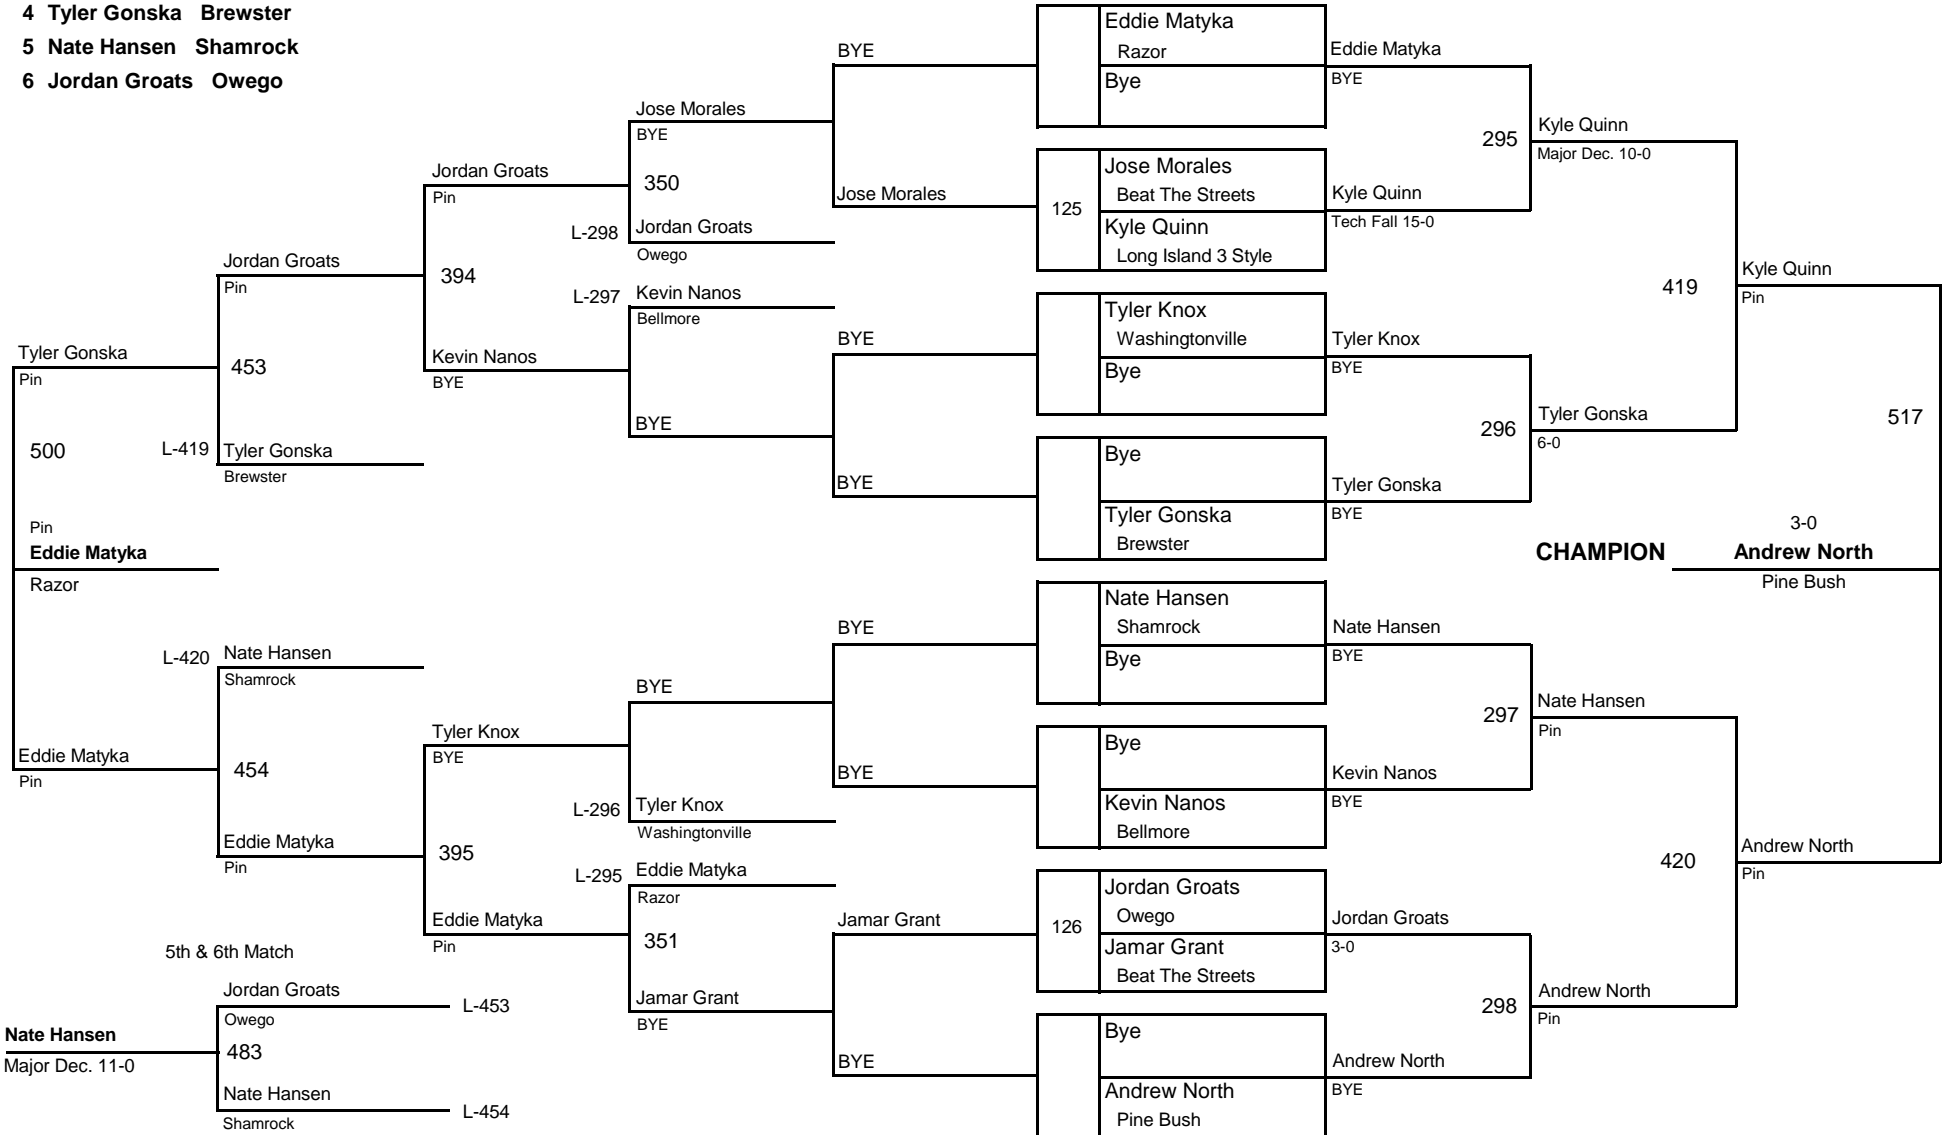 4 Tyler Gonska Brewster
5 Nate Hansen Shamrock
6 Jordan Groats Owego
Eddie Matyka
Razor
Bye
Jose Morales
Beat The Streets
125
Kyle Quinn
Long Island 3 Style
Tyler Knox
Washingtonville
Bye
Bye
Tyler Gonska
Brewster
Nate Hansen
Shamrock
Bye
Bye
Kevin Nanos
Bellmore
Jordan Groats
Owego
126
Jamar Grant
Beat The Streets
Bye
Andrew North
Pine Bush
Eddie Matyka
BYE
295
Kyle Quinn
Tech Fall 15-0
Tyler Knox
BYE
296
Tyler Gonska
BYE
Nate Hansen
BYE
297
Kevin Nanos
BYE
Jordan Groats
3-0
298
Andrew North
BYE
Kyle Quinn
Major Dec. 10-0
419
Tyler Gonska
6-0
Nate Hansen
Pin
420
Andrew North
Pin
Kyle Quinn
Pin
517
3-0
CHAMPION Andrew North
Pine Bush
Andrew North
Pin
BYE
Jose Morales
BYE
BYE
BYE
BYE
Jamar Grant
BYE
Jose Morales
BYE
350
L-298 Jordan Groats
Owego
L-297 Kevin Nanos
Bellmore
BYE
BYE
L-296 Tyler Knox
Washingtonville
L-295 Eddie Matyka
Razor
351
Jamar Grant
BYE
Jordan Groats
Pin
394
Kevin Nanos
BYE
Tyler Knox
BYE
395
Eddie Matyka
Pin
Jordan Groats
Pin
453
L-419 Tyler Gonska
Brewster
L-420 Nate Hansen
Shamrock
454
Eddie Matyka
Pin
Tyler Gonska
Pin
500
Pin
Eddie Matyka
Razor
Eddie Matyka
Pin
5th & 6th Match
Jordan Groats
L-453
Owego
Nate Hansen
483
Major Dec. 11-0
Nate Hansen
L-454
Shamrock